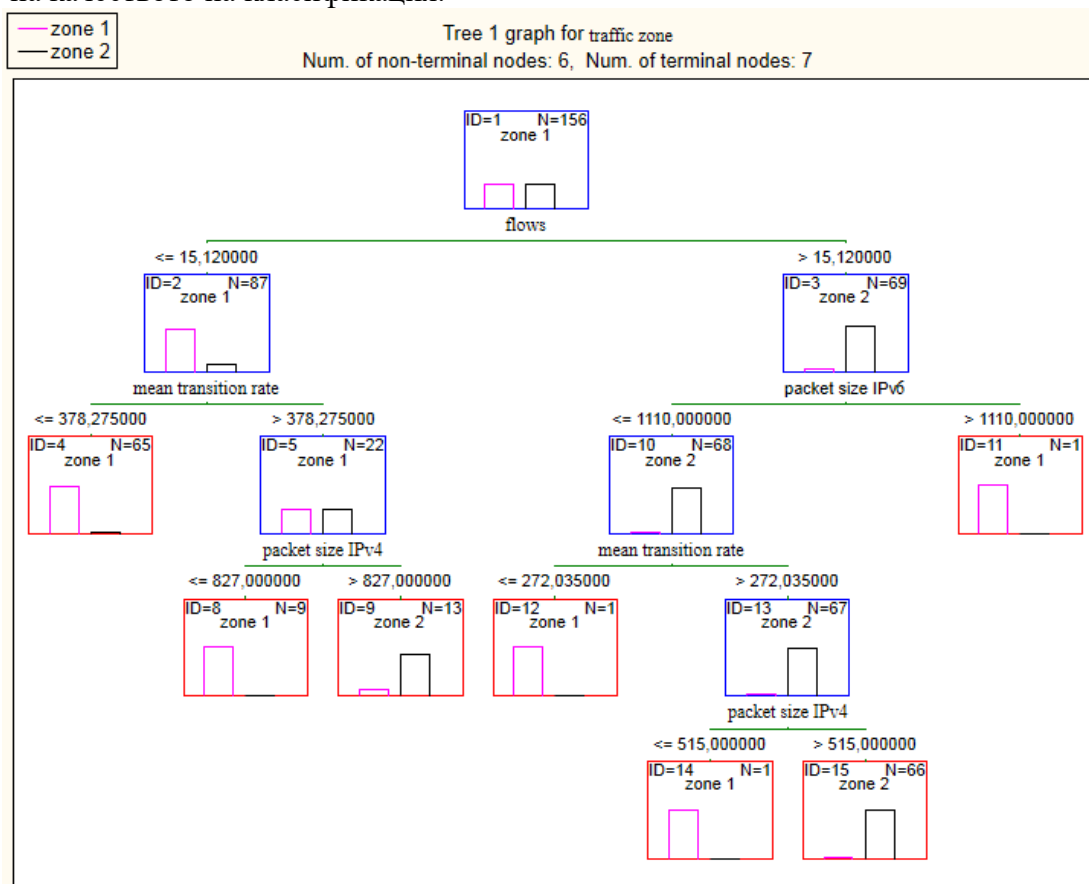 на качеството на класификация.
zone 1
zone 2
Tree 1 graph for traffic zone
Num. of non-terminal nodes: 6, Num. of terminal nodes: 7
ID=1 N=156
zone 1
flows
<= 15,120000 > 15,120000
ID=2 N=87 ID=3 N=69
zone 1 zone 2
mean transition rate packet size IPv6
<= 378,275000 > 378,275000 <= 1110,000000 > 1110,000000
ID=4 N=65 ID=5 N=22 ID=10 N=68 ID=11 N=1
zone 1 zone 1 zone 2 zone 1
packet size IPv4 mean transition rate
<= 827,000000 > 827,000000 <= 272,035000 > 272,035000
ID=8 N=9 ID=9 N=13 ID=12 N=1 ID=13 N=67
zone 1 zone 2 zone 1 zone 2
packet size IPv4
<= 515,000000 > 515,000000
ID=14 N=1 ID=15 N=66
zone 1 zone 2